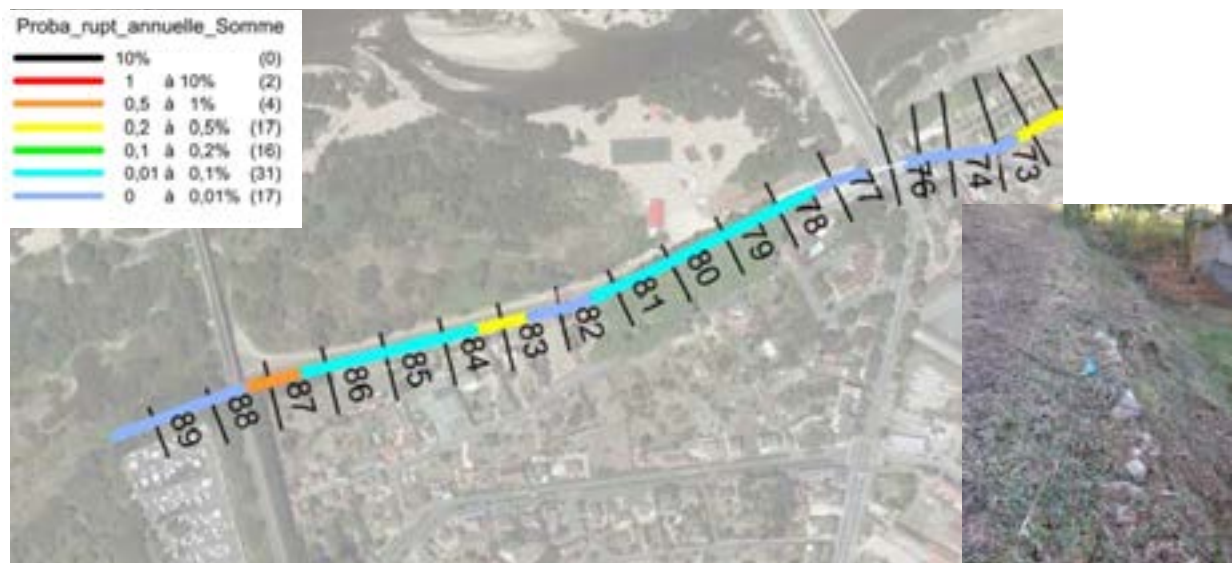 Proba_rupt_annuelle_Somme
10% (0)
1 à 10% (2)
0,5 à 1% (4)
0,2 à 0,5% (17)
0,1 à 0,2% (16)
0,01 à 0,1% (31)
0 à 0,01% (17)
73
74
76
77
78
79
80
81
82
83
84
85
86
87
88
89